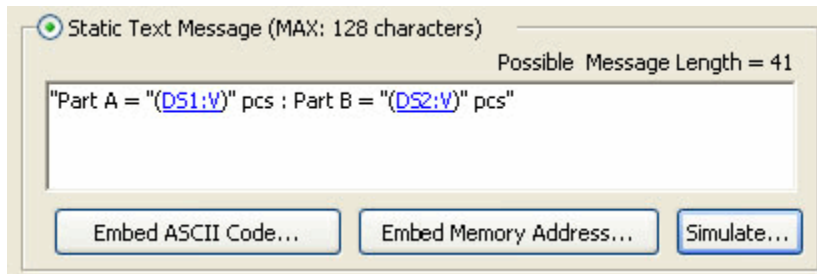 Static Text Message (MAX: 128 characters)
Possible Message Length = 41
"Part A = "(DS1:V)" pcs : Part B = "(DS2:V)" pcs"
Embed ASCII Code... Embed Memory Address... Simulate...